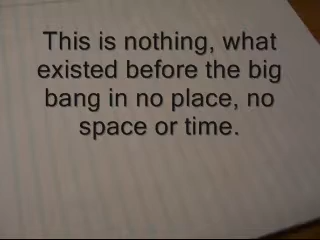 This is nothing, what
existed before the big
bang in no place, no
space or time.